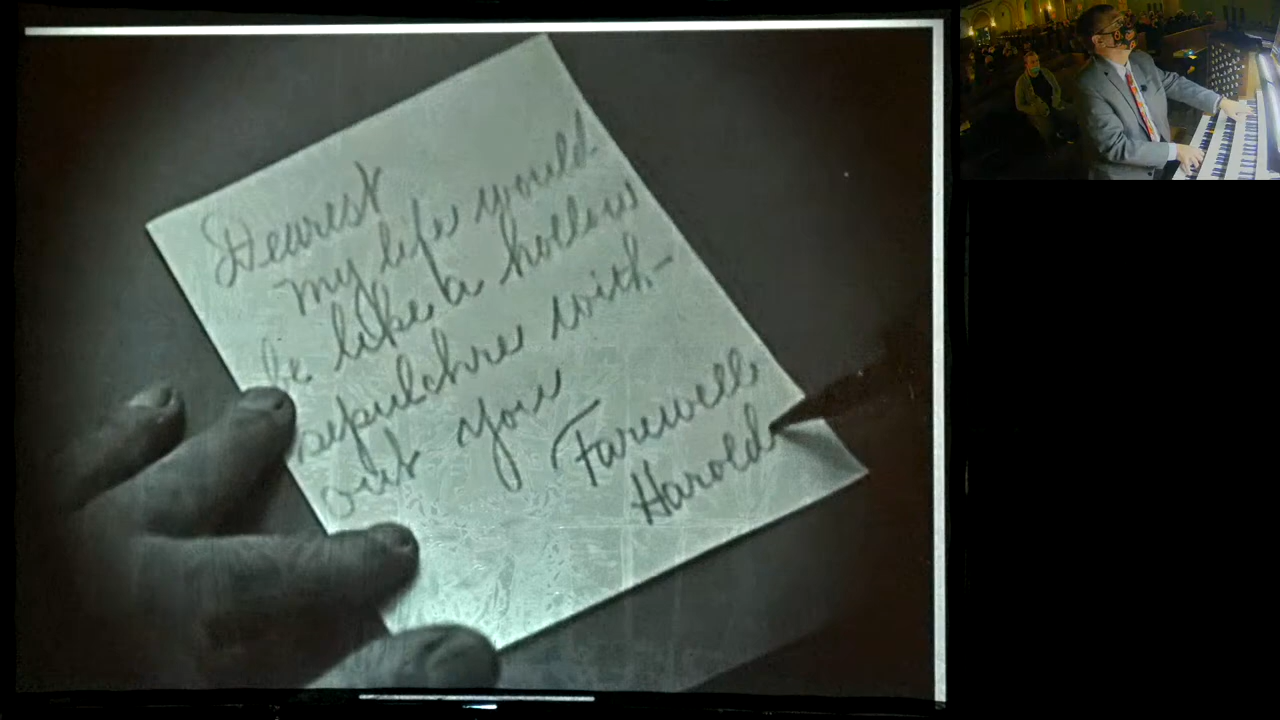 Dearest
my life would
be like a hollow
sepulchre with-
out you
Farewell
Harold